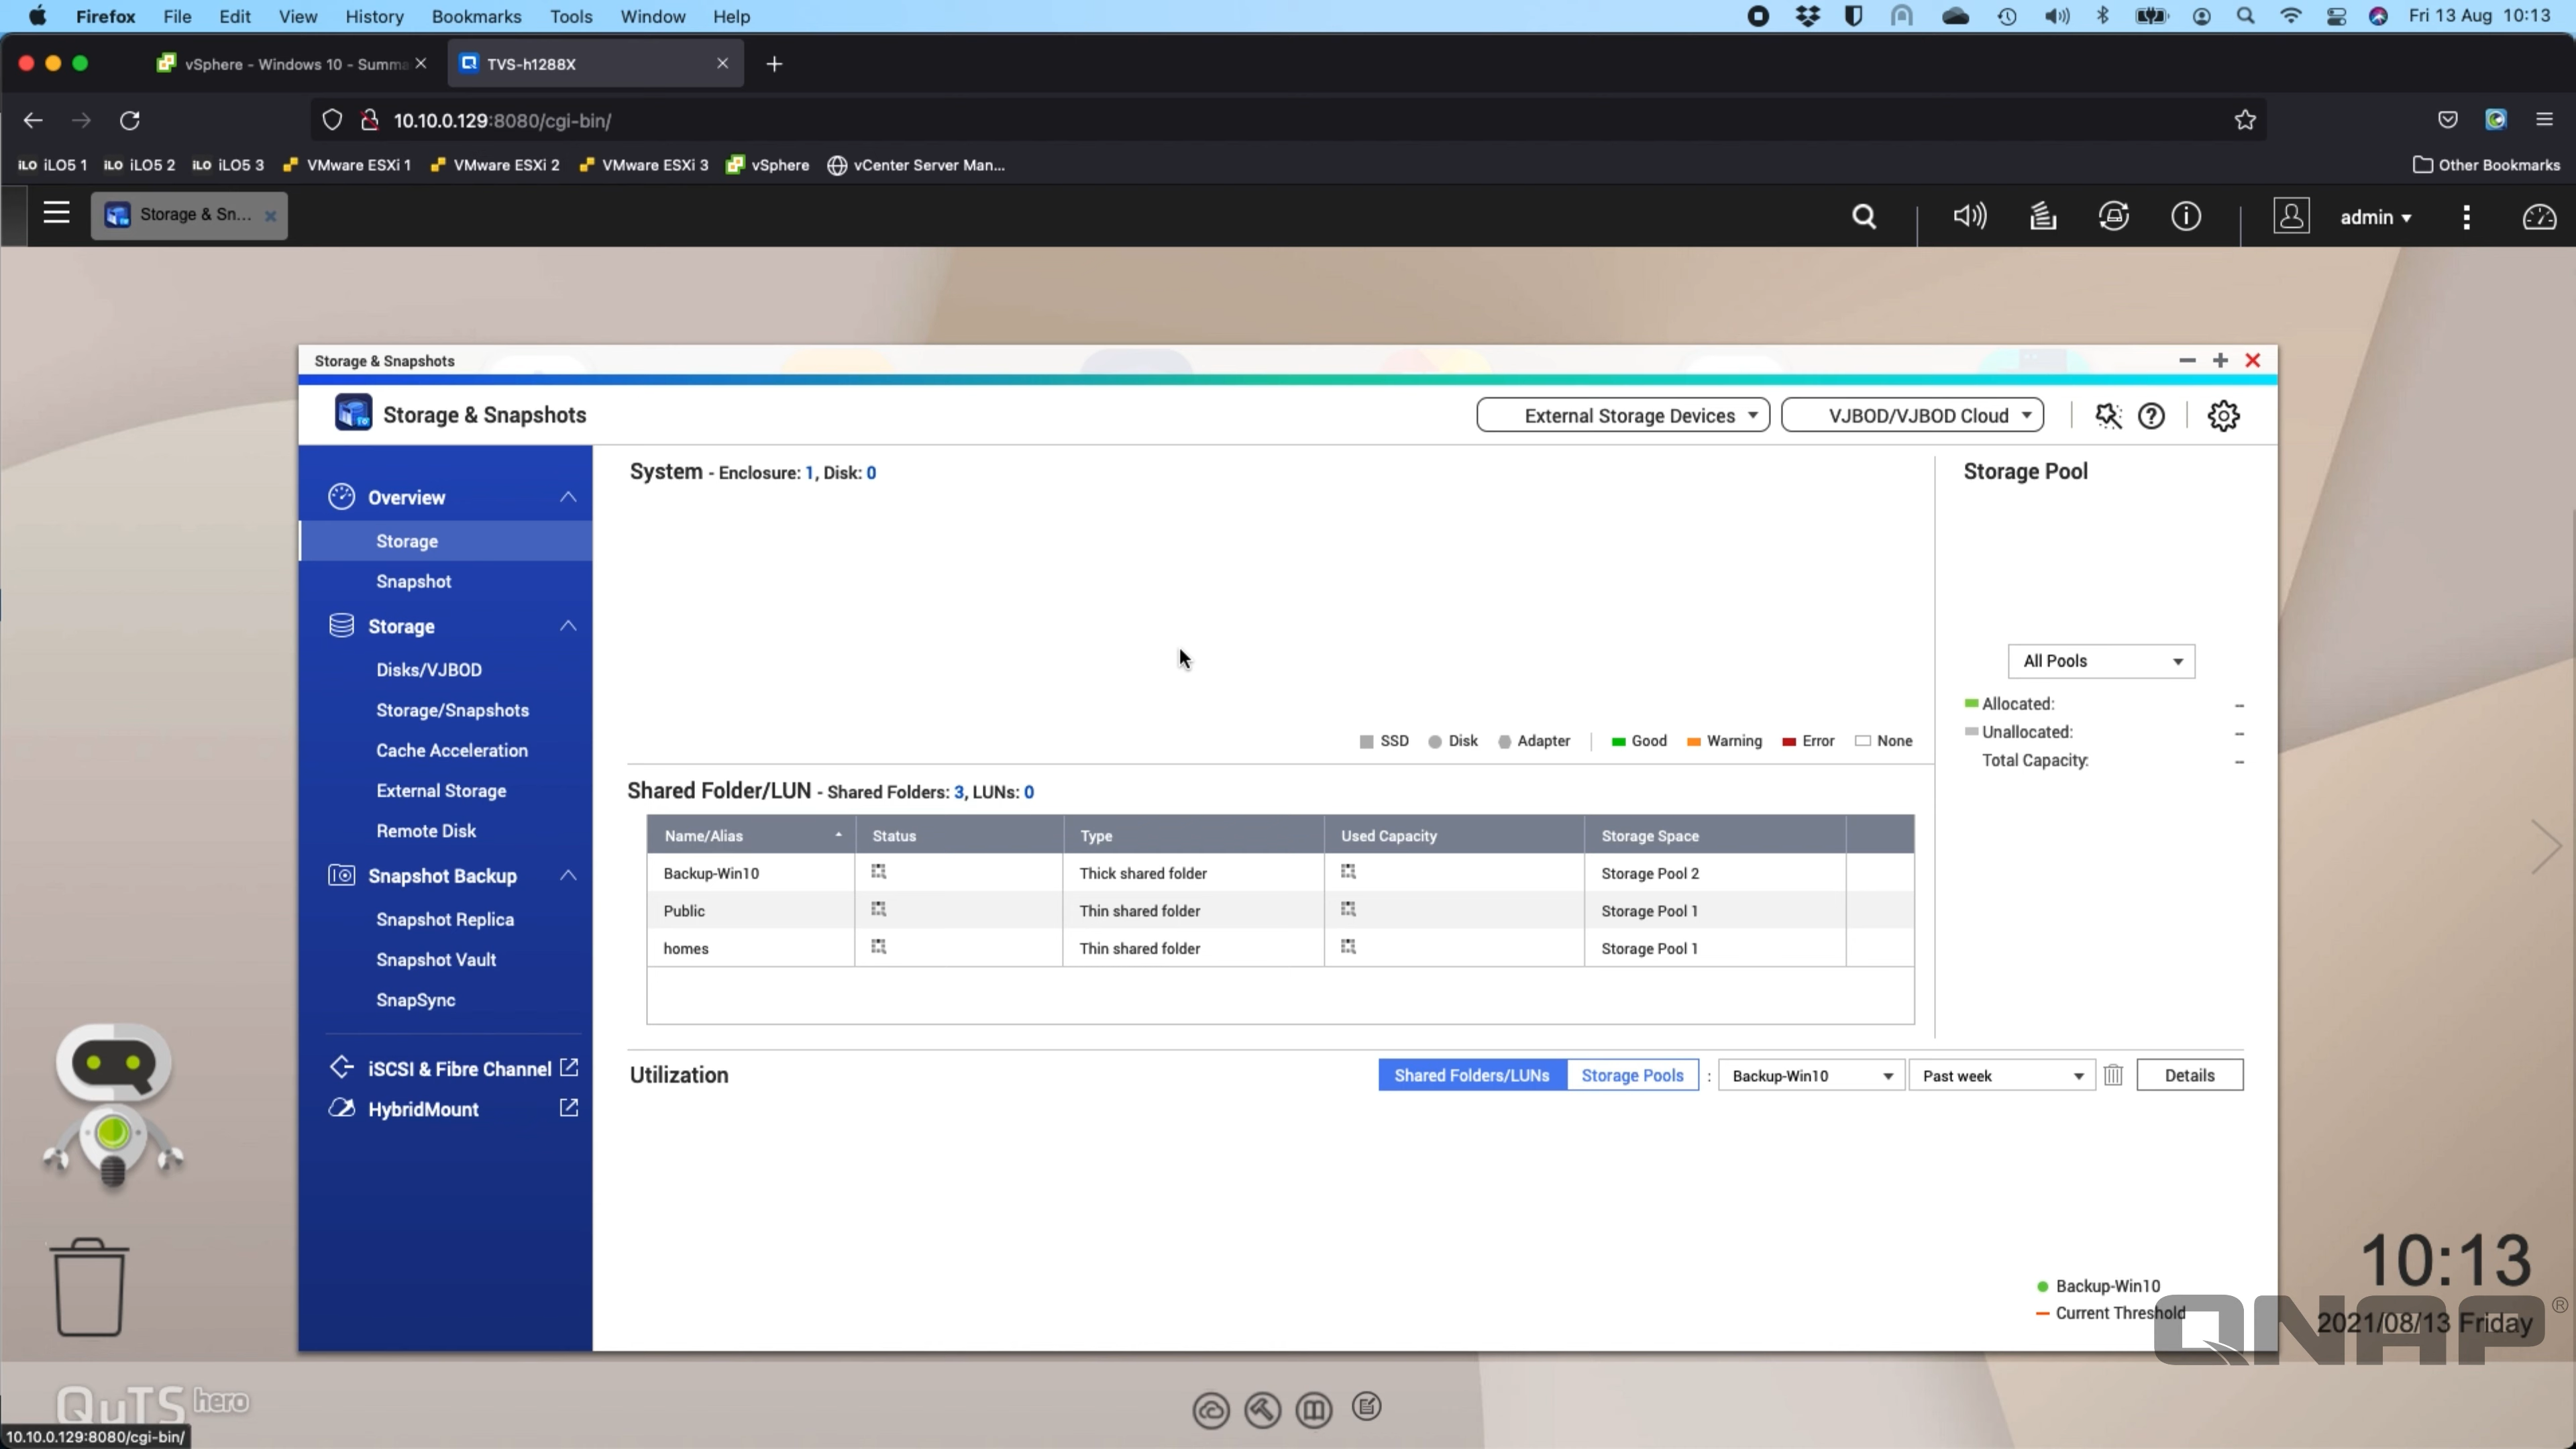 Firefox File Edit View History Bookmarks Tools Window Help Fri 13 Aug 10:13
vSphere - Windows 10 - Summa TVS-h1288X
10.10.0.129:8080/cgi-bin/
iLO iLO5 1 iLO iLO5 2 iLO iLO5 3 VMware ESXi 1 VMware ESXi 2 VMware ESXi 3 vSphere vCenter Server Man... Other Bookmarks
Storage & Sn... admin
Storage & Snapshots
Storage & Snapshots External Storage Devices VJBOD/VJBOD Cloud
Overview
Storage
Snapshot
Storage
Disks/VJBOD
Storage/Snapshots
Cache Acceleration
External Storage
Remote Disk
Snapshot Backup
Snapshot Replica
Snapshot Vault
SnapSync
iSCSI & Fibre Channel
HybridMount
System - Enclosure: 1, Disk: 0
SSD Disk Adapter Good Warning Error None
Storage Pool
All Pools
Allocated: --
Unallocated: --
Total Capacity: --
Shared Folder/LUN - Shared Folders: 3, LUNs: 0
Name/Alias Status Type Used Capacity Storage Space
Backup-Win10 Thick shared folder Storage Pool 2
Public Thin shared folder Storage Pool 1
homes Thin shared folder Storage Pool 1
Utilization Shared Folders/LUNs Storage Pools : Backup-Win10 Past week Details
Backup-Win10
Current Threshold
10:13
2021/08/13 Friday
QNAP®
QuTS hero
10.10.0.129:8080/cgi-bin/